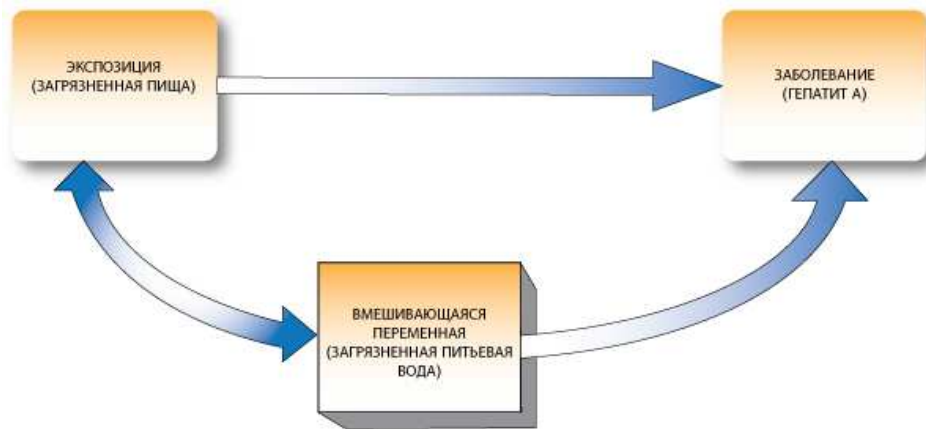 ЭКСПОЗИЦИЯ
(ЗАГРЯЗНЕННАЯ ПИЩА)
ЗАБОЛЕВАНИЕ
(ГЕПАТИТ А)
ВМЕШИВАЮЩАЯСЯ
ПЕРЕМЕННАЯ
(ЗАГРЯЗНЕННАЯ ПИТЬЕВАЯ
ВОДА)